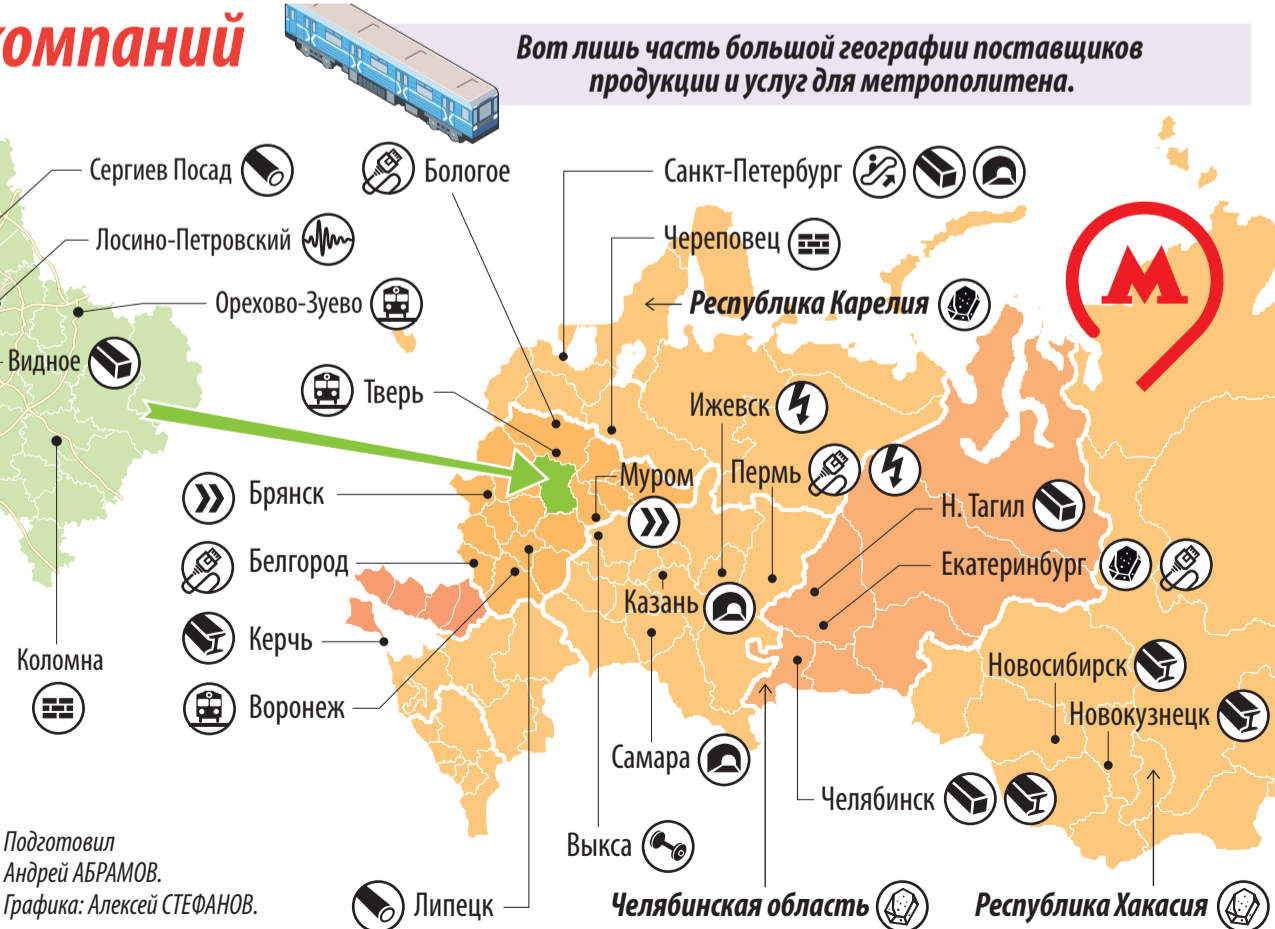 компаний
Вот лишь часть большой географии поставщиков
продукции и услуг для метрополитена.
Сергиев Посад
Бологое
Санкт-Петербург
Лосино-Петровский
Череповец
Орехово-Зуево
Республика Карелия
М
Видное
Тверь
Ижевск
Муром
Пермь
Брянск
Н. Тагил
Белгород
Екатеринбург
Казань
Керчь
Коломна
Новосибирск
Воронеж
Новокузнецк
Самара
Челябинск
Подготовил
Андрей АБРАМОВ.
Графика: Алексей СТЕФАНОВ.
Выкса
Липецк
Челябинская область
Республика Хакасия